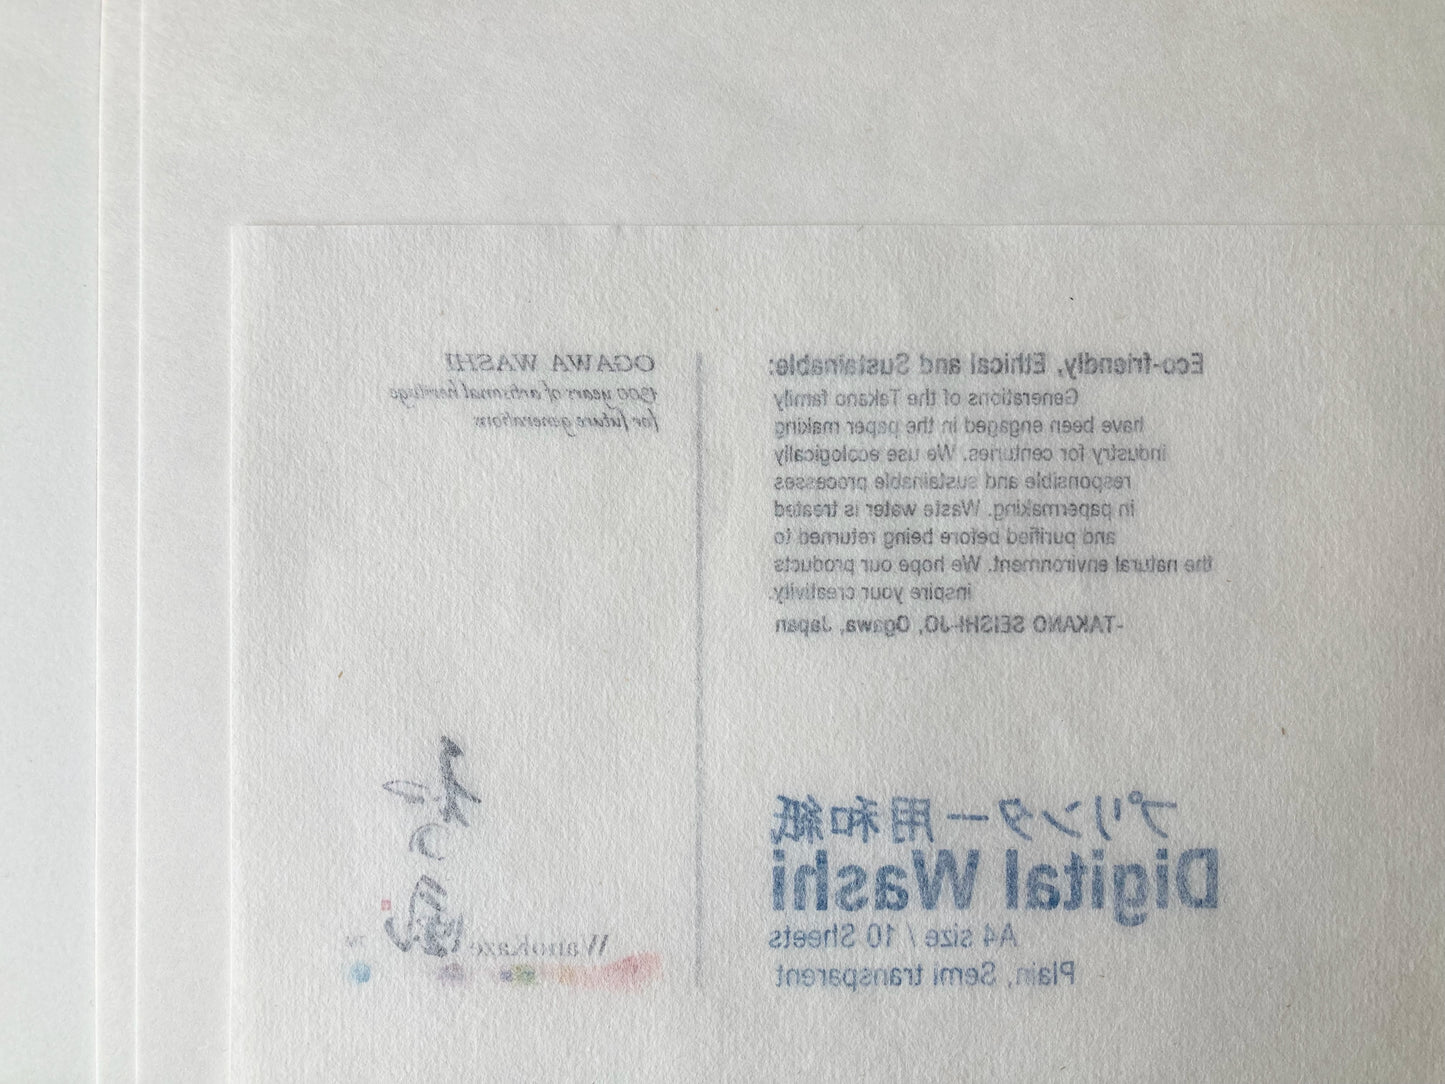 OGAWA WASHI
1300 years of artisanal heritage
for future generations
和の風
WanoKaze
TM
Eco-friendly, Ethical and Sustainable:
Generations of the Takano family
have been engaged in the paper making
industry for centuries. We use ecologically
responsible and sustainable processes
in papermaking. Waste water is treated
and purified before being returned to
the natural environment. We hope our products
inspire your creativity.
-TAKANO SEISHI-JO, Ogawa, Japan
プリンター用和紙
Digital Washi
A4 size / 10 Sheets
Plain, Semi transparent